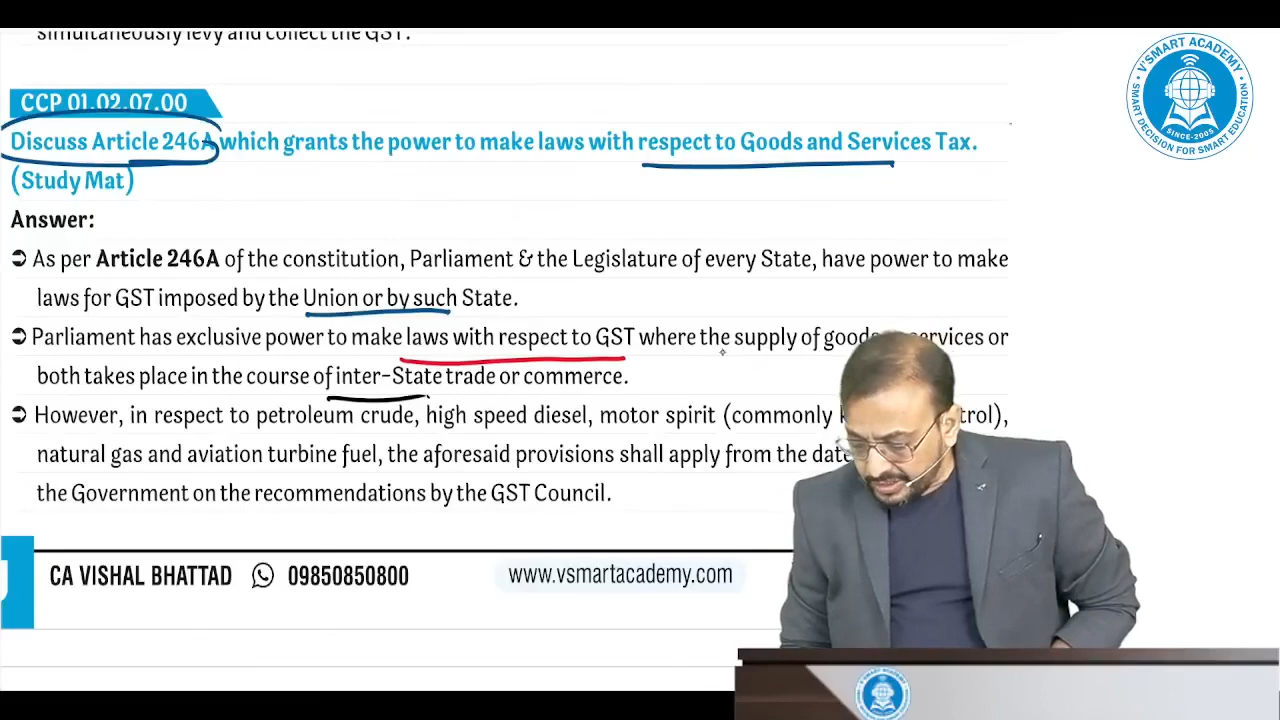 simultaneously levy and collect the GST.
CCP 01.02.07.00
Discuss Article 246A which grants the power to make laws with respect to Goods and Services Tax.
(Study Mat)
Answer:
➲ As per Article 246A of the constitution, Parliament & the Legislature of every State, have power to make
laws for GST imposed by the Union or by such State.
➲ Parliament has exclusive power to make laws with respect to GST where the supply of goods services or
both takes place in the course of inter-State trade or commerce.
➲ However, in respect to petroleum crude, high speed diesel, motor spirit (commonly
natural gas and aviation turbine fuel, the aforesaid provisions shall apply from the date
the Government on the recommendations by the GST Council.
CA VISHAL BHATTAD 09850850800 www.vsmartacademy.com
V'SMART ACADEMY
SMART DECISION FOR SMART EDUCATION
SINCE-2005